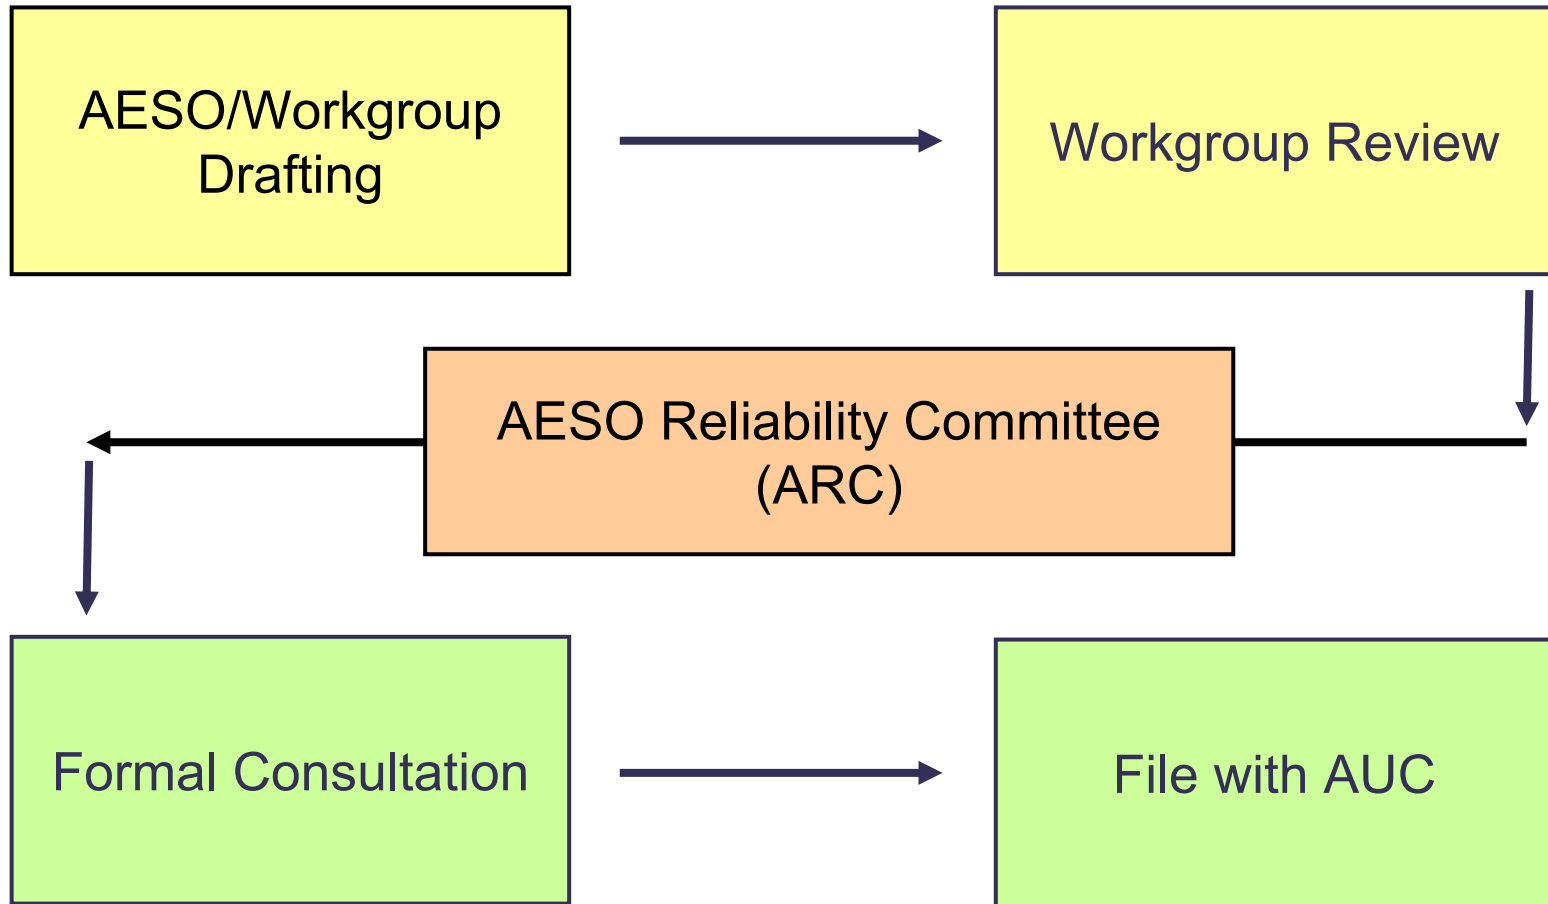 AESO/Workgroup
Drafting
Workgroup Review
AESO Reliability Committee
(ARC)
Formal Consultation
File with AUC